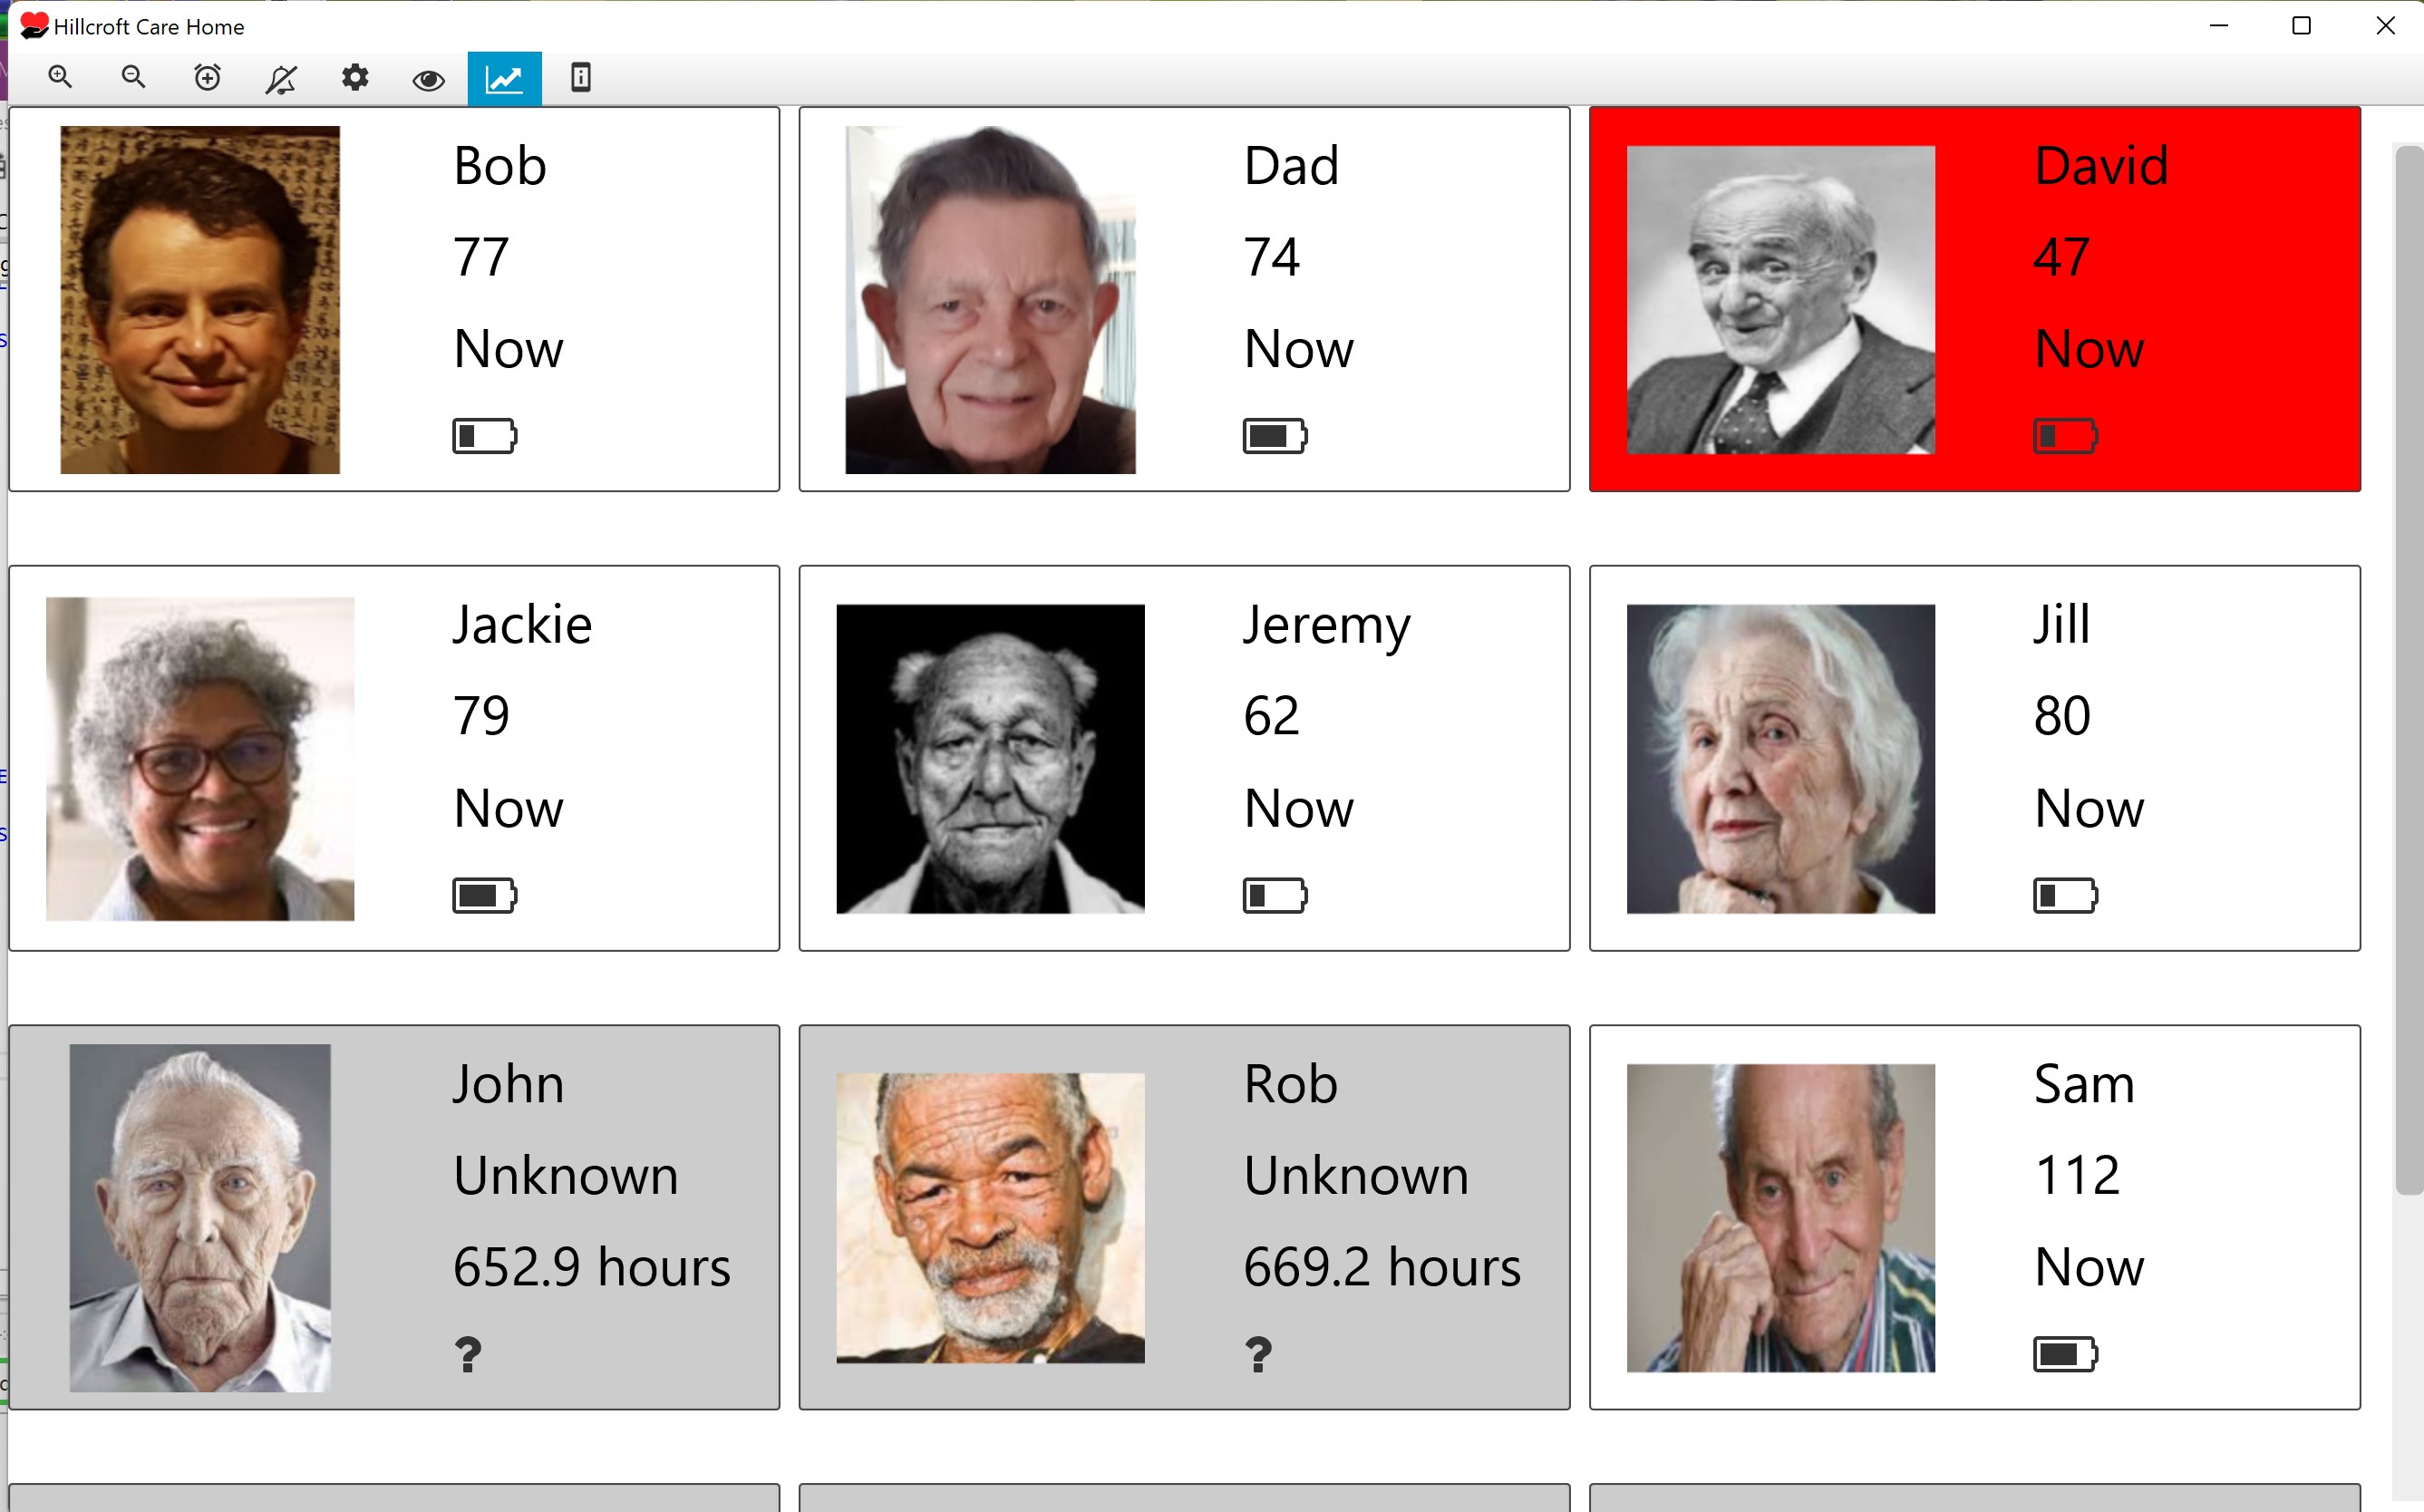 Hillcroft Care Home
Bob
77
Now
Dad
74
Now
David
47
Now
Jackie
79
Now
Jeremy
62
Now
Jill
80
Now
John
Unknown
652.9 hours
?
Rob
Unknown
669.2 hours
?
Sam
112
Now